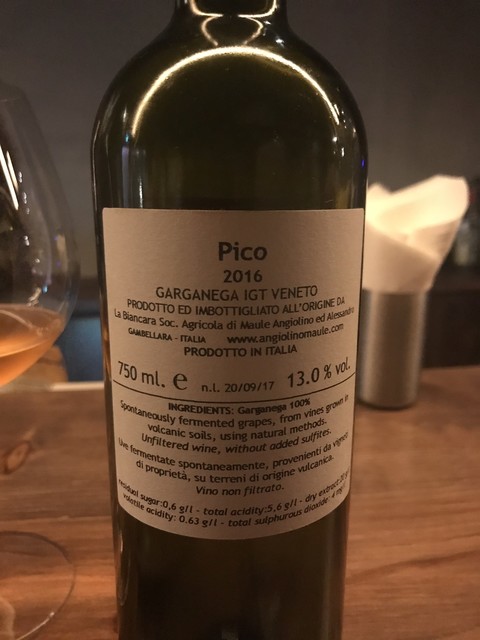 Pico
2016
GARGANEGA IGT VENETO
PRODOTTO ED IMBOTTIGLIATO ALL'ORIGINE DA
La Biancara Soc. Agricola di Maule Angiolino ed Alessandro
GAMBELLARA - ITALIA www.angiolinomaule.com
PRODOTTO IN ITALIA
750 ml. e n.l. 20/09/17 13.0 % vol.
INGREDIENTS: Garganega 100%
Spontaneously fermented grapes, from vines grown in
volcanic soils, using natural methods.
Unfiltered wine, without added sulfites.
Uve fermentate spontaneamente, provenienti da vigneti
di proprietà, su terreni di origine vulcanica.
Vino non filtrato.
residual sugar:0,6 g/l - total acidity:5,6 g/l - dry extract
volatile acidity: 0.63 g/l - total sulphurous dioxide: 4 mg